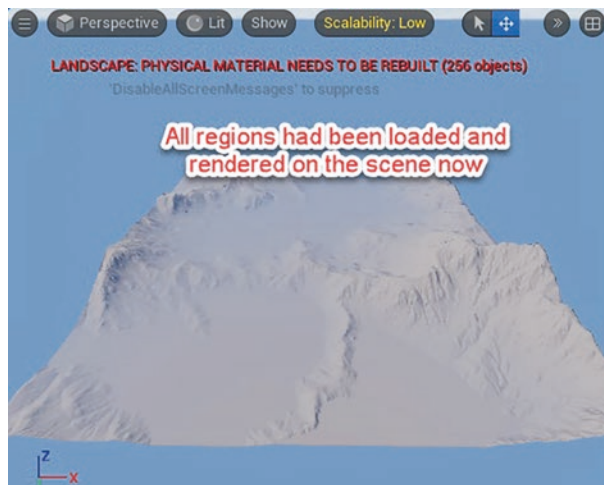 Perspective Lit Show Scalability: Low
LANDSCAPE: PHYSICAL MATERIAL NEEDS TO BE REBUILT (256 objects)
'DisableAllScreenMessages' to suppress
All regions had been loaded and
rendered on the scene now
Z
X